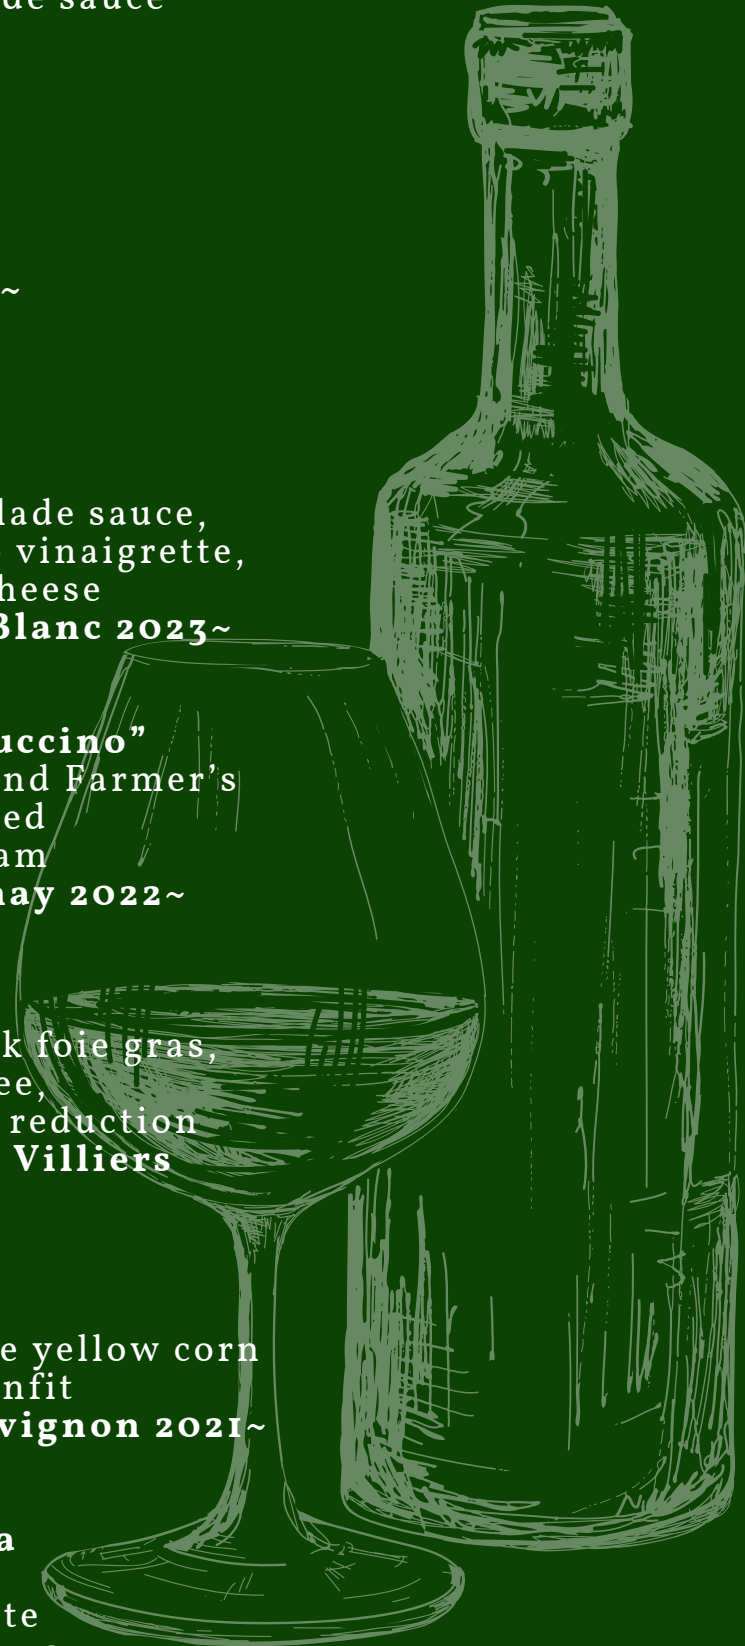 de sauce
~
lade sauce,
vinaigrette,
heese
Blanc 2023~
uccino”
nd Farmer’s
ed
am
nay 2022~
k foie gras,
ee,
reduction
Villiers
e yellow corn
nfit
vignon 2021~
a
te